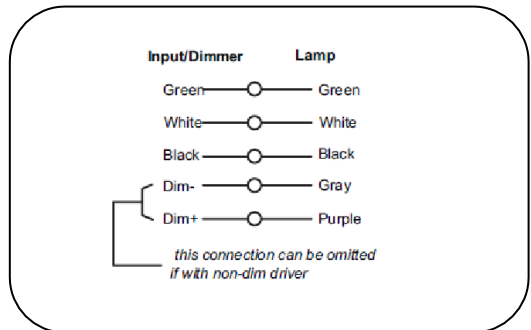 Input/Dimmer Lamp
Green Green
White White
Black Black
Dim- Gray
Dim+ Purple
this connection can be omitted
if with non-dim driver